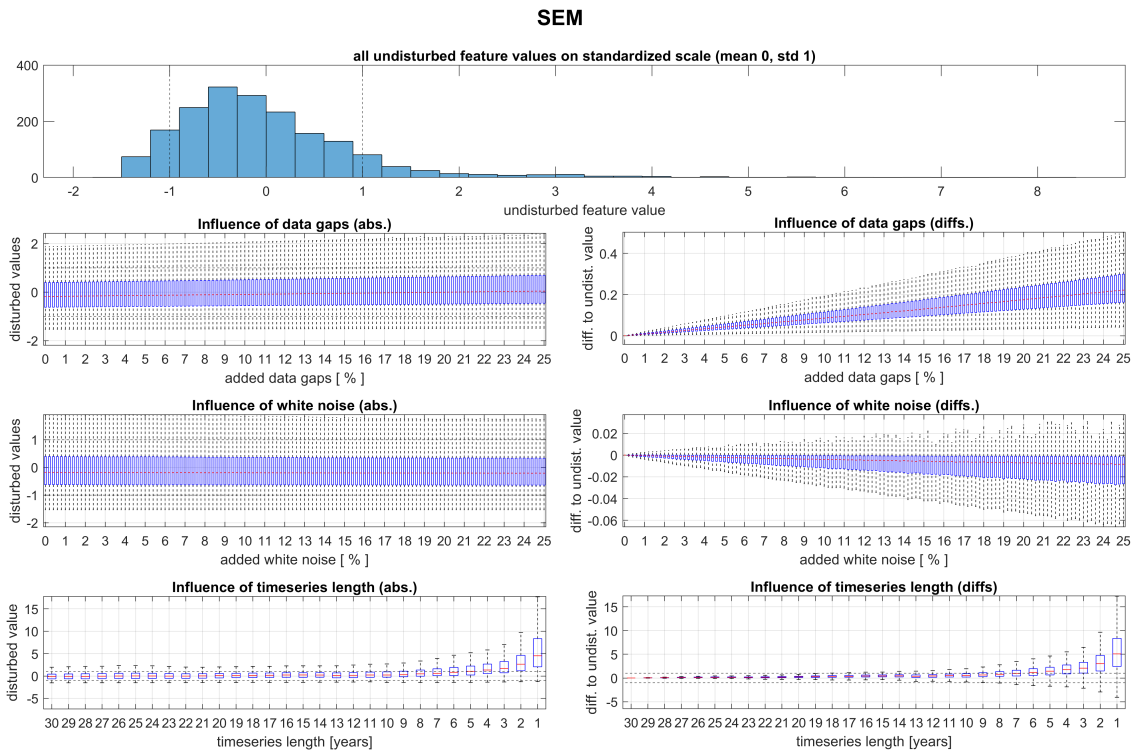 SEM
all undisturbed feature values on standardized scale (mean 0, std 1)
400
200
0
-2 -1 0 1 2 3 4 5 6 7 8
undisturbed feature value
Influence of data gaps (abs.)
disturbed values
2
0
-2
0 1 2 3 4 5 6 7 8 9 10 11 12 13 14 15 16 17 18 19 20 21 22 23 24 25
added data gaps [ % ]
Influence of data gaps (diffs.)
diff. to undist. value
0.4
0.2
0
0 1 2 3 4 5 6 7 8 9 10 11 12 13 14 15 16 17 18 19 20 21 22 23 24 25
added data gaps [ % ]
Influence of white noise (abs.)
disturbed values
1
0
-1
-2
0 1 2 3 4 5 6 7 8 9 10 11 12 13 14 15 16 17 18 19 20 21 22 23 24 25
added white noise [ % ]
Influence of white noise (diffs.)
diff. to undist. value
0.02
0
-0.02
-0.04
-0.06
0 1 2 3 4 5 6 7 8 9 10 11 12 13 14 15 16 17 18 19 20 21 22 23 24 25
added white noise [ % ]
Influence of timeseries length (abs.)
disturbed value
15
10
5
0
-5
30 29 28 27 26 25 24 23 22 21 20 19 18 17 16 15 14 13 12 11 10 9 8 7 6 5 4 3 2 1
timeseries length [years]
Influence of timeseries length (diffs)
diff. to undist. value
15
10
5
0
-5
30 29 28 27 26 25 24 23 22 21 20 19 18 17 16 15 14 13 12 11 10 9 8 7 6 5 4 3 2 1
timeseries length [years]